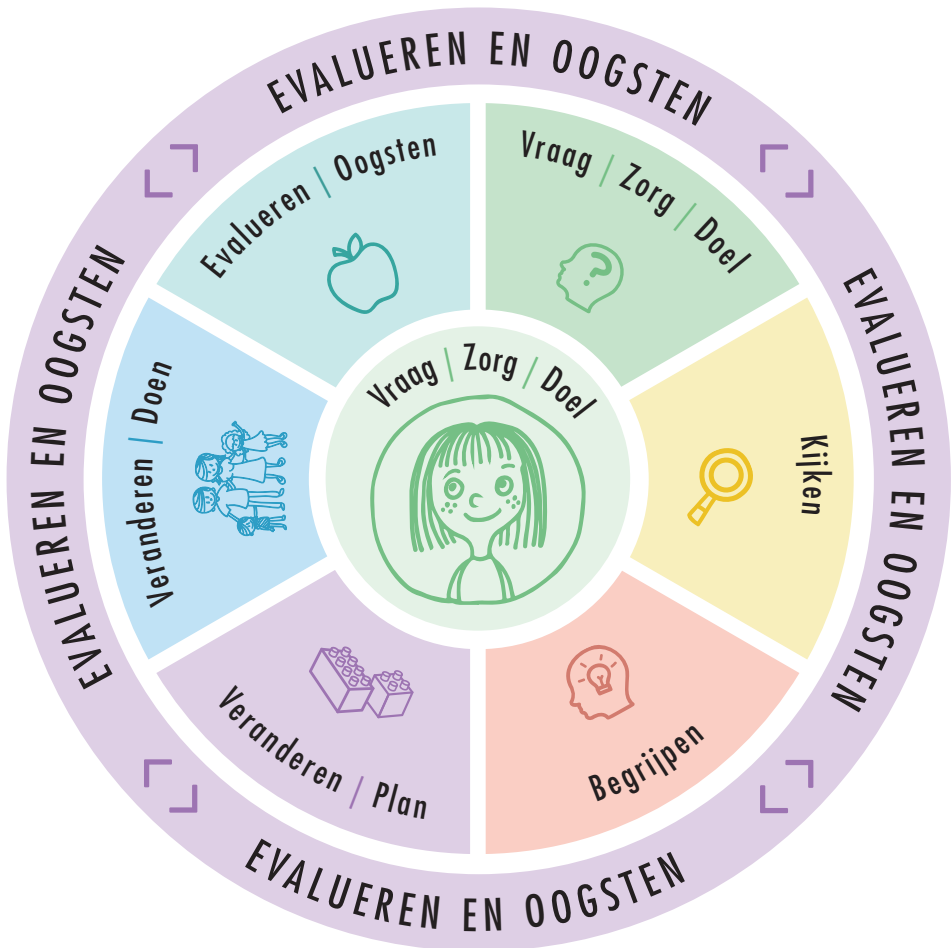 EVALUEREN EN OOGSTEN
EVALUEREN EN OOGSTEN
EVALUEREN EN OOGSTEN
EVALUEREN EN OOGSTEN
Vraag / Zorg / Doel
Kijken
Begrijpen
Veranderen / Plan
Veranderen / Doen
Evalueren \ Oogsten
Vraag | Zorg / Doel